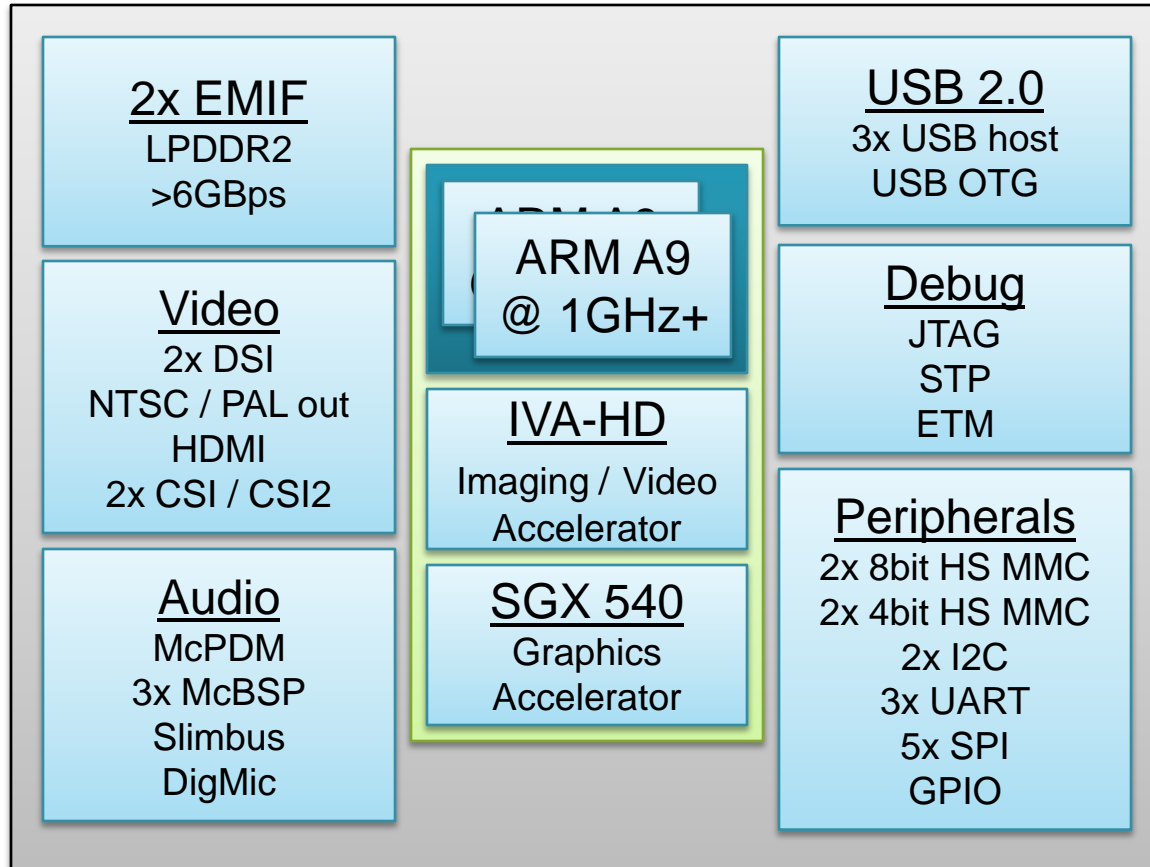 2x EMIF
LPDDR2
>6GBps
Video
2x DSI
NTSC / PAL out
HDMI
2x CSI / CSI2
Audio
McPDM
3x McBSP
Slimbus
DigMic
ARM A9
@ 1GHz+
IVA-HD
Imaging / Video
Accelerator
SGX 540
Graphics
Accelerator
USB 2.0
3x USB host
USB OTG
Debug
JTAG
STP
ETM
Peripherals
2x 8bit HS MMC
2x 4bit HS MMC
2x I2C
3x UART
5x SPI
GPIO